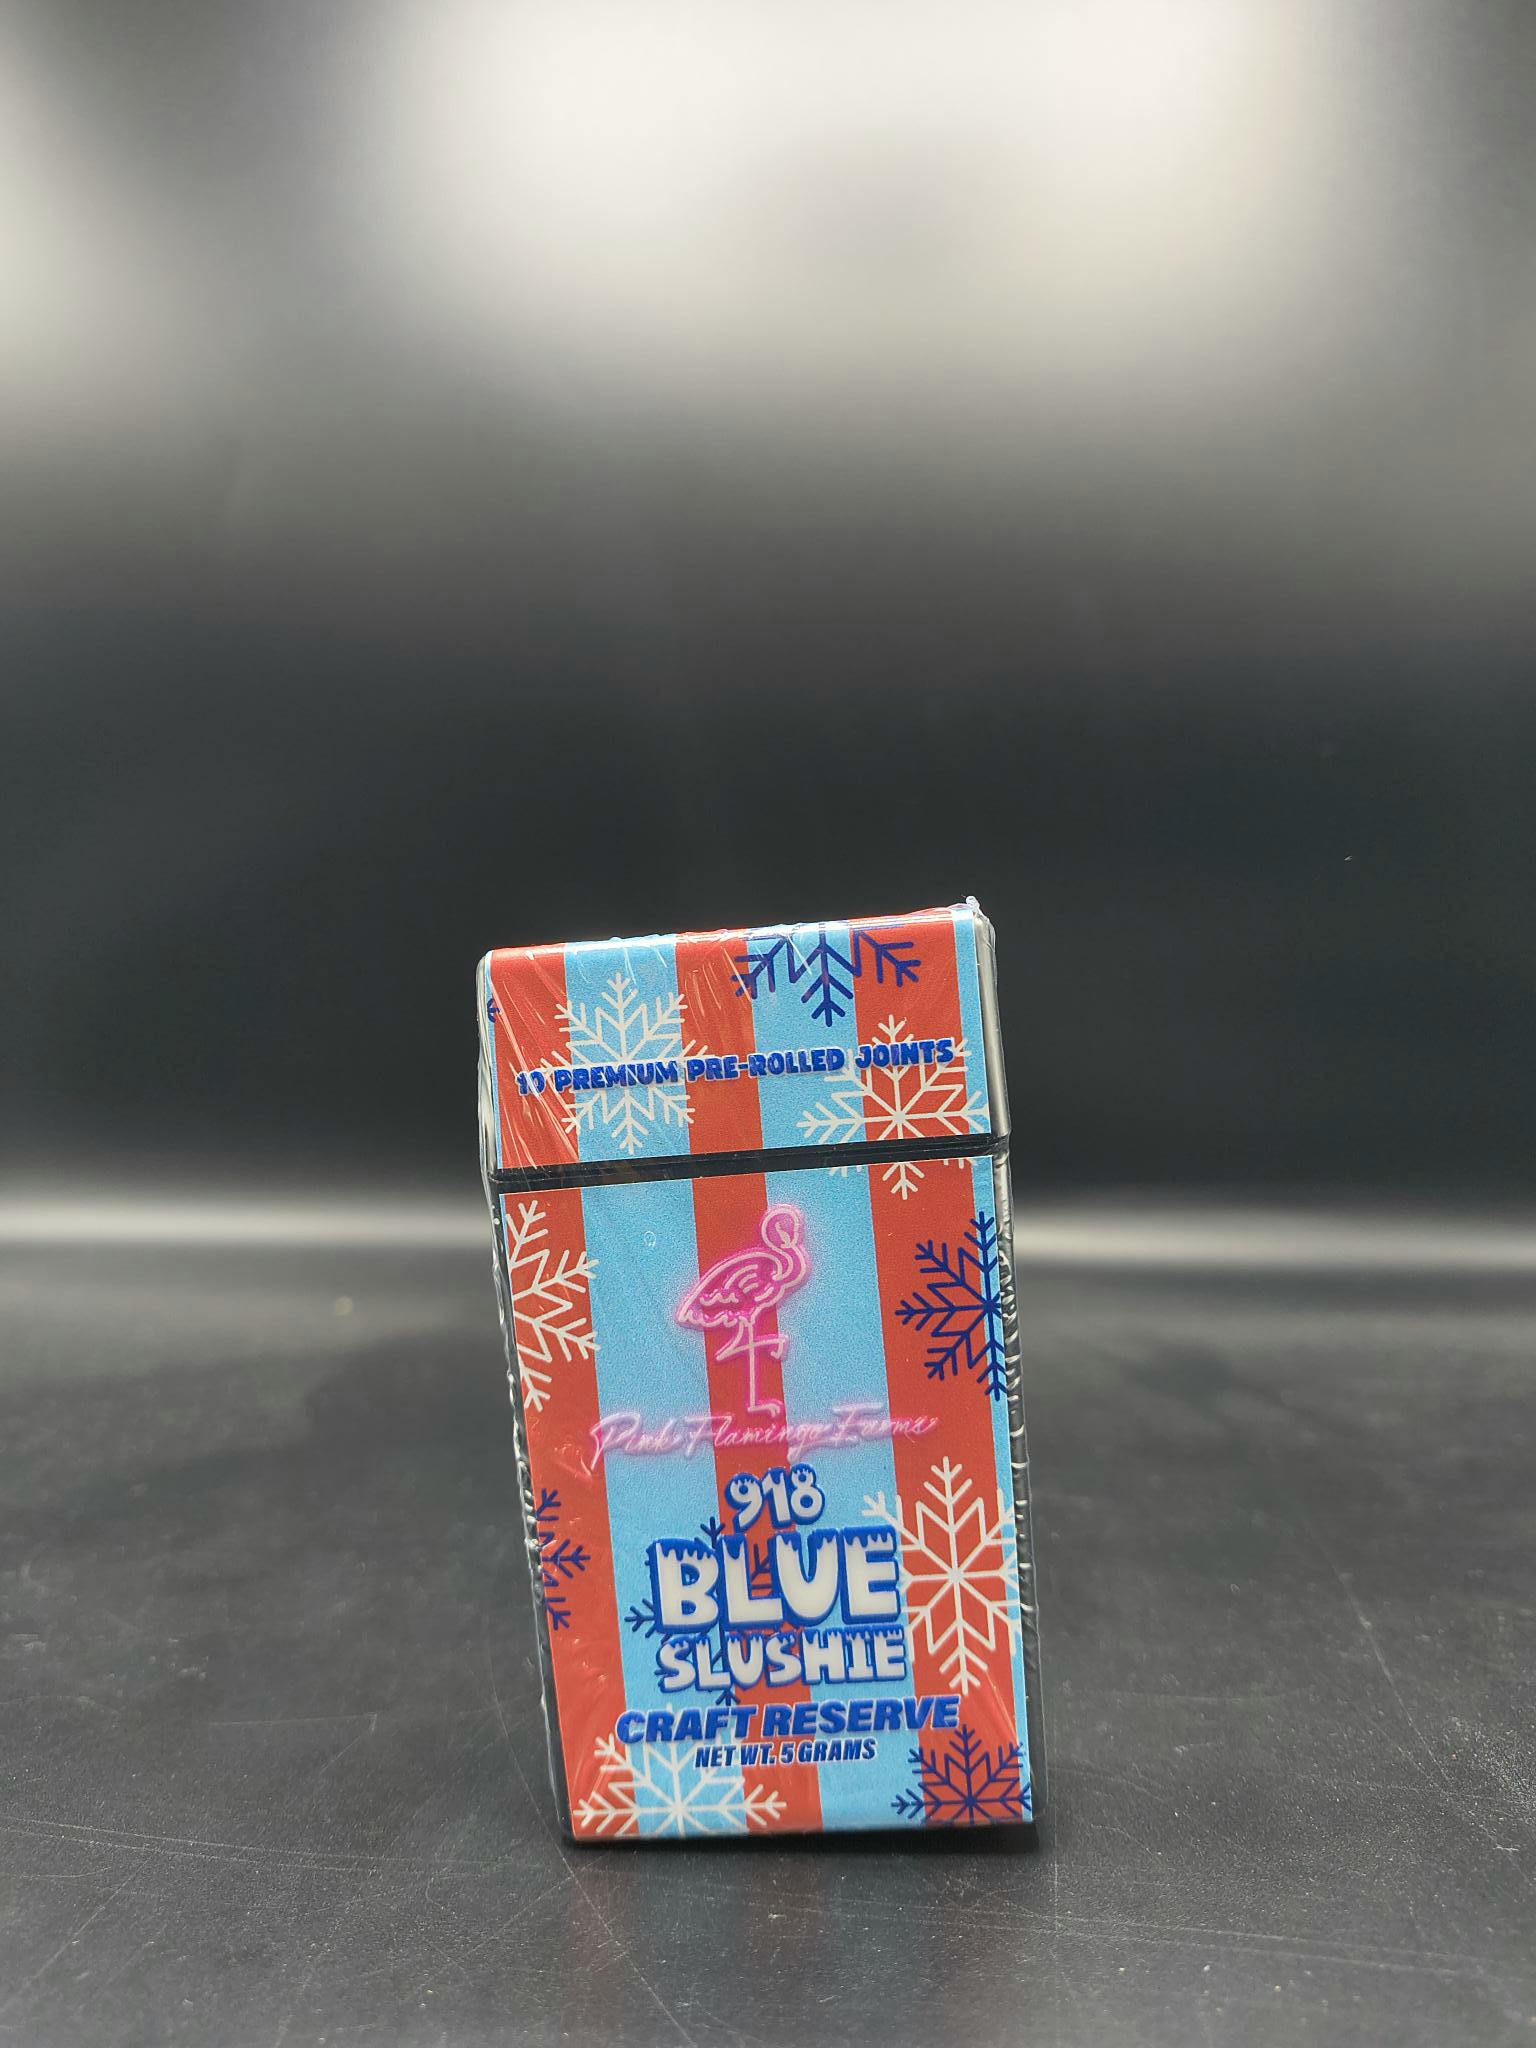 10 PREMIUM PRE-ROLLED JOINTS
Pink Flamingo Farms
918
BLUE
SLUSHIE
CRAFT RESERVE
NET WT. 5 GRAMS